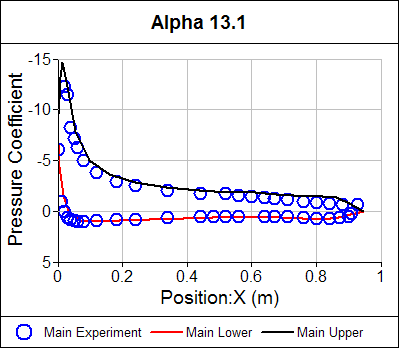 Alpha 13.1
Pressure Coefficient
-15
-10
-5
0
5
0 0.2 0.4 0.6 0.8 1
Position:X (m)
Main Experiment Main Lower Main Upper